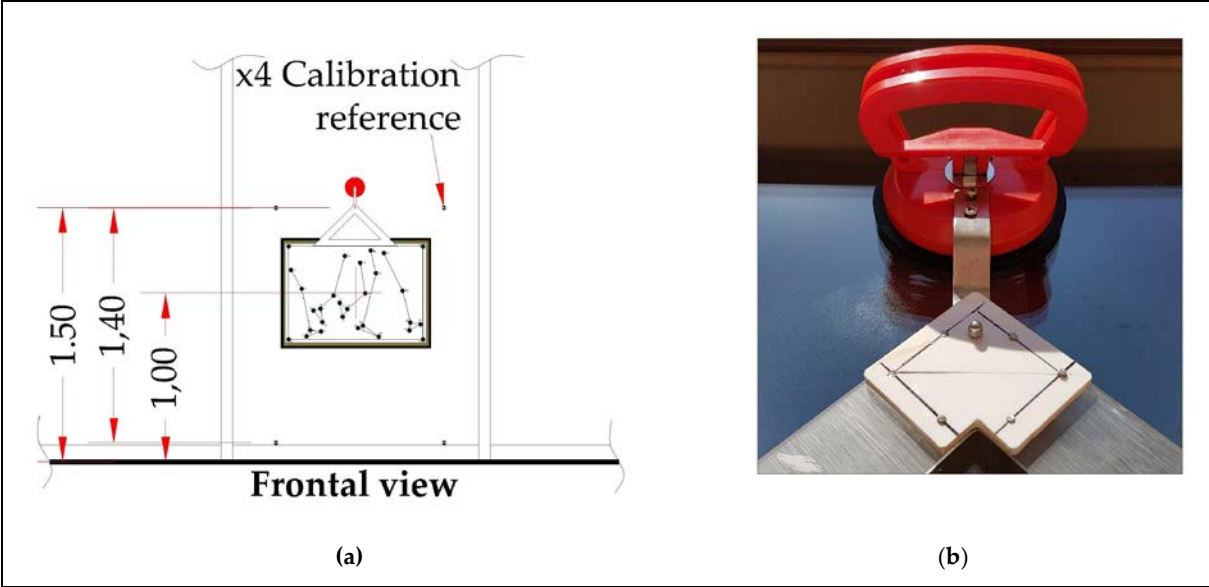 x4 Calibration
reference
1.50
1,40
1,00
Frontal view
(a)
(b)